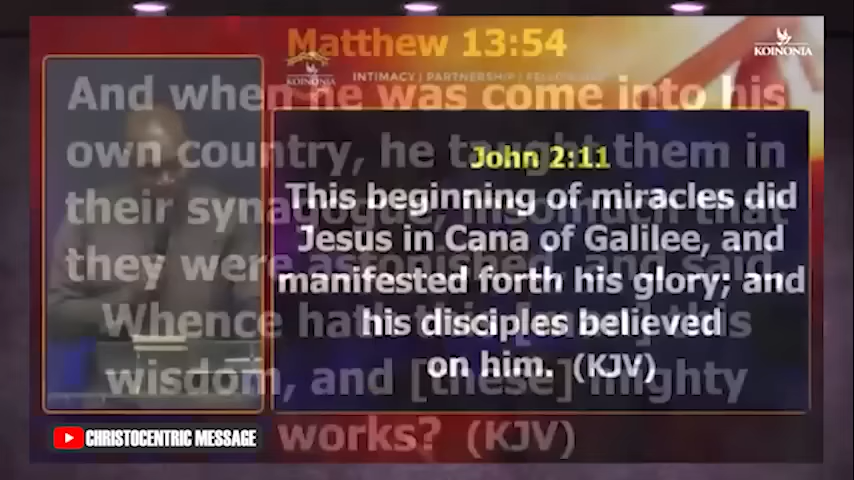 Matthew 13:54
KOINONIA
KOINONIA
INTIMACY | PARTNERSHIP |
And when he was come into his
own country, he taught them in
their synagogue, insomuch that
they were astonished, and said,
Whence hath this [man] this
wisdom, and [these] mighty
works? (KJV)
John 2:11
This beginning of miracles did
Jesus in Cana of Galilee, and
manifested forth his glory; and
his disciples believed
on him. (KJV)
CHRISTOCENTRIC MESSAGE